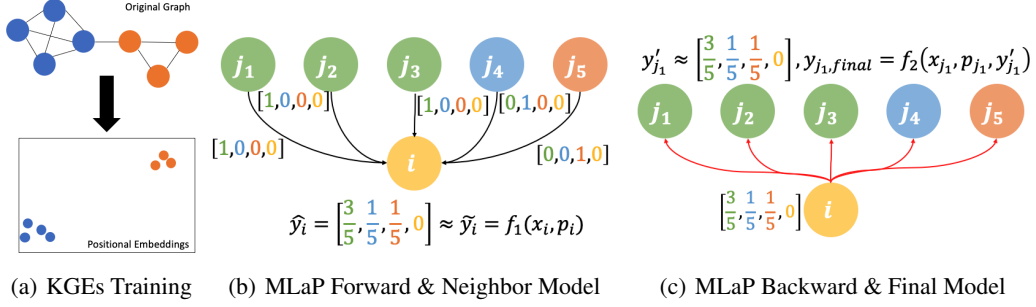 Original Graph
Positional Embeddings
(a) KGEs Training
j₁ j₂ j₃ j₄ j₅
[1,0,0,0] [1,0,0,0] [0,1,0,0]
[1,0,0,0] [0,0,1,0]
i
ŷᵢ = [3/5, 1/5, 1/5, 0] ≈ ỹᵢ = f₁(xᵢ, pᵢ)
(b) MLaP Forward & Neighbor Model
y′ⱼ₁ ≈ [3/5, 1/5, 1/5, 0], yⱼ₁,final = f₂(xⱼ₁, pⱼ₁, y′ⱼ₁)
j₁ j₂ j₃ j₄ j₅
[3/5, 1/5, 1/5, 0] i
(c) MLaP Backward & Final Model